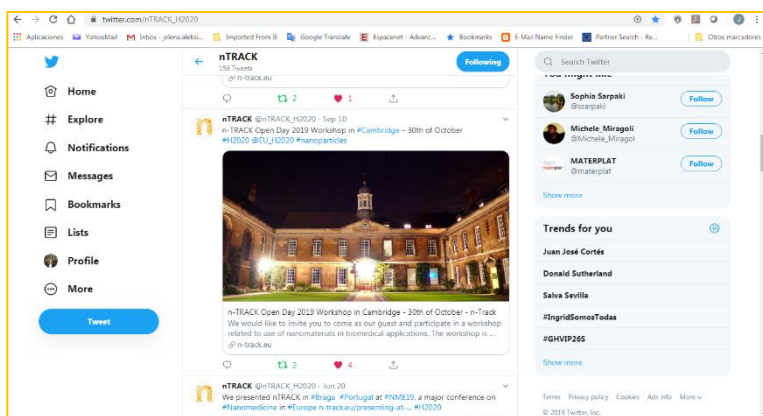 twitter.com/nTRACK_H2020
Aplicaciones YahooMail Inbox - jelena.aleksi... Imported From IE Google Translate Espacenet - Advanc... Bookmarks E-Mail Name Finder Partner Search - Re... Otros marcadores
Home
Explore
Notifications
Messages
Bookmarks
Lists
Profile
More
Tweet
nTRACK
158 Tweets
Following
n-track.eu
2 1
nTRACK @nTRACK_H2020 · Sep 10
n-TRACK Open Day 2019 Workshop in #Cambridge – 30th of October
#H2020 @EU_H2020 #nanoparticles
n-TRACK Open Day 2019 Workshop in Cambridge - 30th of October - n-Track
We would like to invite you to come as our guest and participate in a workshop
related to use of nanomaterials in biomedical applications. The workshop is ...
n-track.eu
2 4
nTRACK @nTRACK_H2020 · Jun 20
We presented nTRACK in #Braga #Portugal at #NME19, a major conference on
#Nanomedicine in #Europe n-track.eu/presenting-at-... #H2020
Search Twitter
You might like
Sophia Sarpaki
@ssarpaki
Follow
Michele_Miragoli
@Michele_Miragol
Follow
MATERPLAT
@materplat
Follow
Show more
Trends for you
Juan José Cortés
Donald Sutherland
Salva Sevilla
#IngridSomosTodas
#GHVIP26S
Show more
Terms Privacy policy Cookies Ads info More
© 2019 Twitter, Inc.